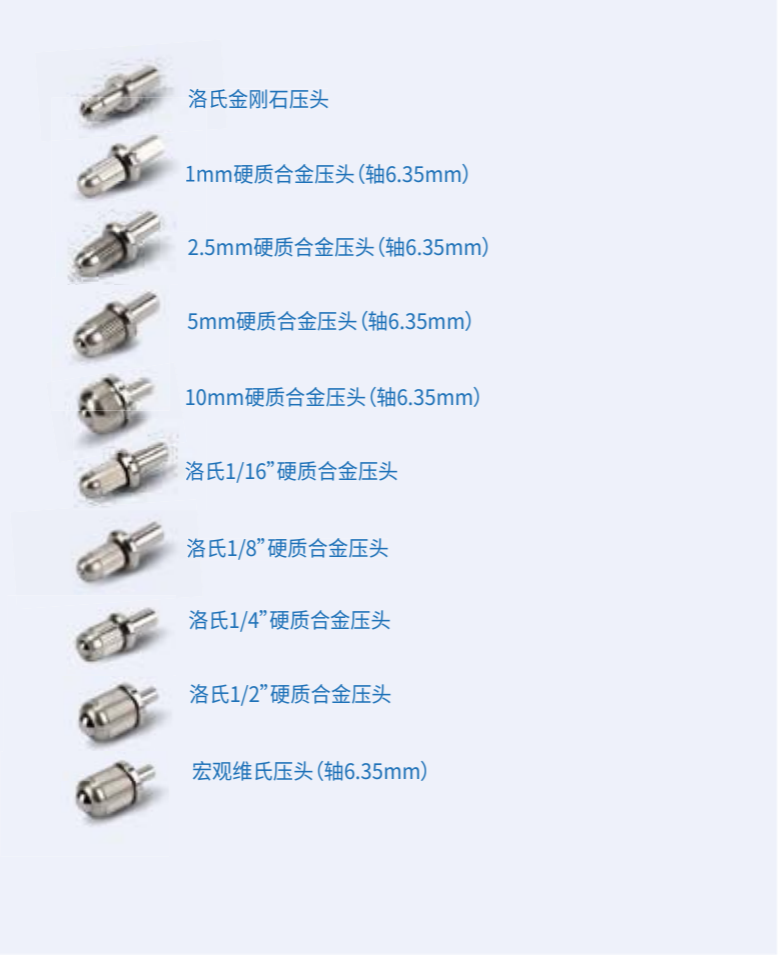 洛氏金刚石压头
1mm硬质合金压头（轴6.35mm）
2.5mm硬质合金压头（轴6.35mm）
5mm硬质合金压头（轴6.35mm）
10mm硬质合金压头（轴6.35mm）
洛氏1/16”硬质合金压头
洛氏1/8”硬质合金压头
洛氏1/4”硬质合金压头
洛氏1/2”硬质合金压头
宏观维氏压头（轴6.35mm）